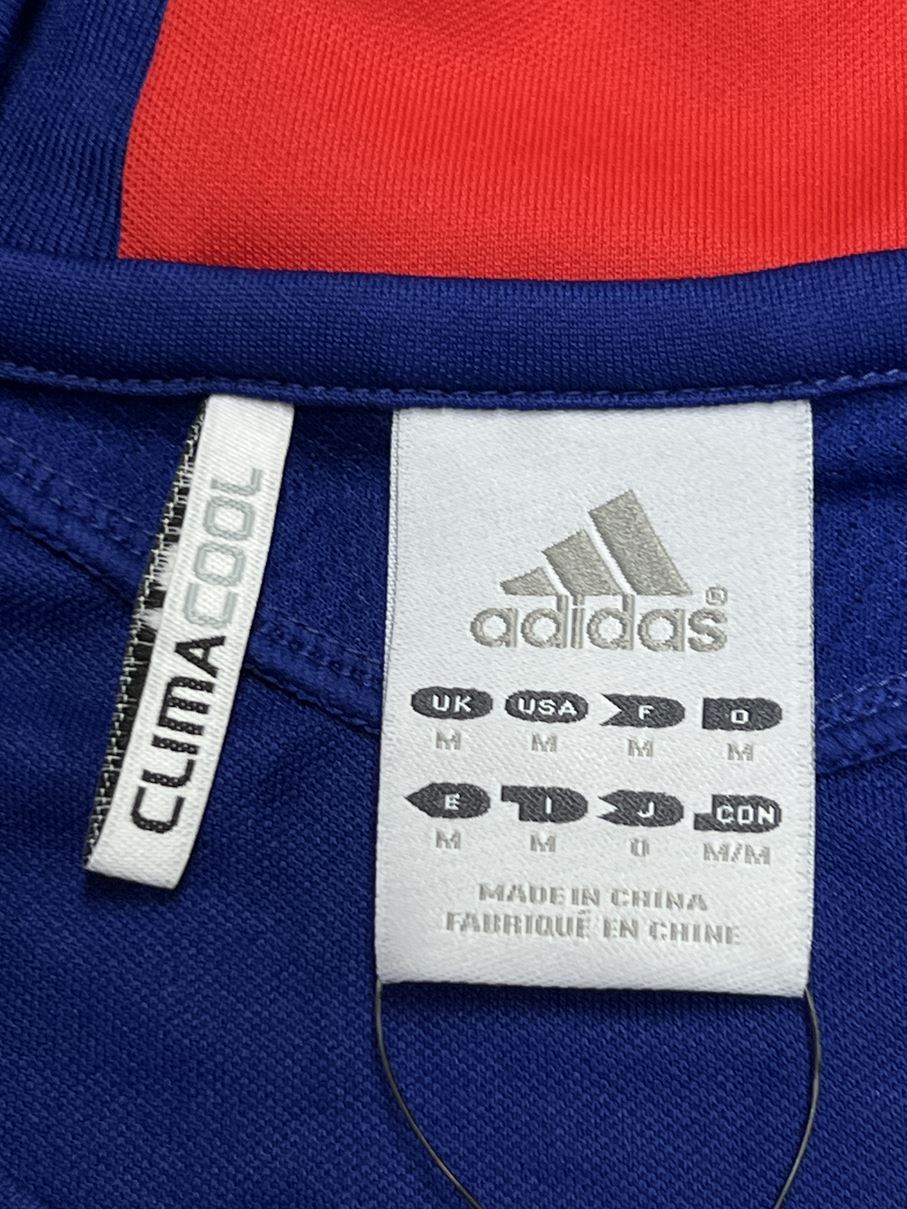 CLIMACOOL
adidas®
UK USA F D
M M M M
E I J CDN
M M O M/M
MADE IN CHINA
FABRIQUÉ EN CHINE